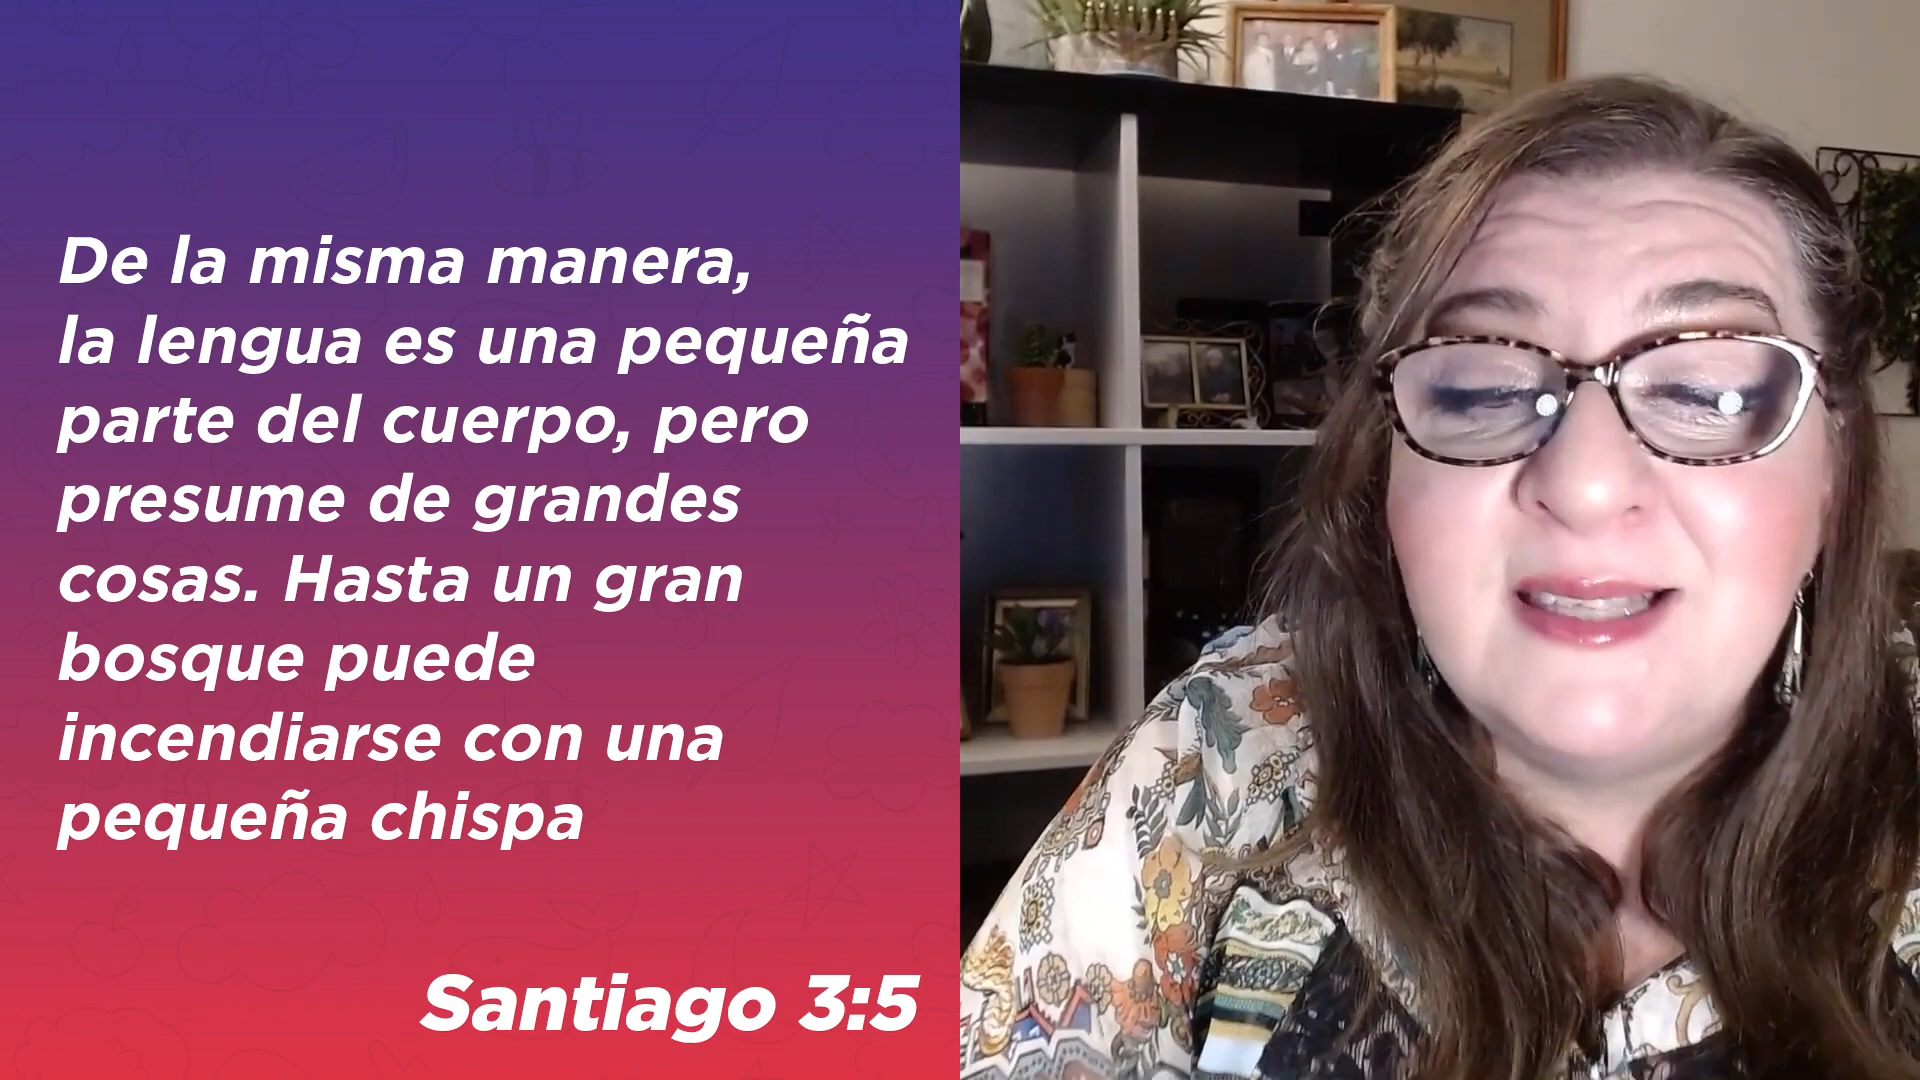 De la misma manera,
la lengua es una pequeña
parte del cuerpo, pero
presume de grandes
cosas. Hasta un gran
bosque puede
incendiarse con una
pequeña chispa
Santiago 3:5